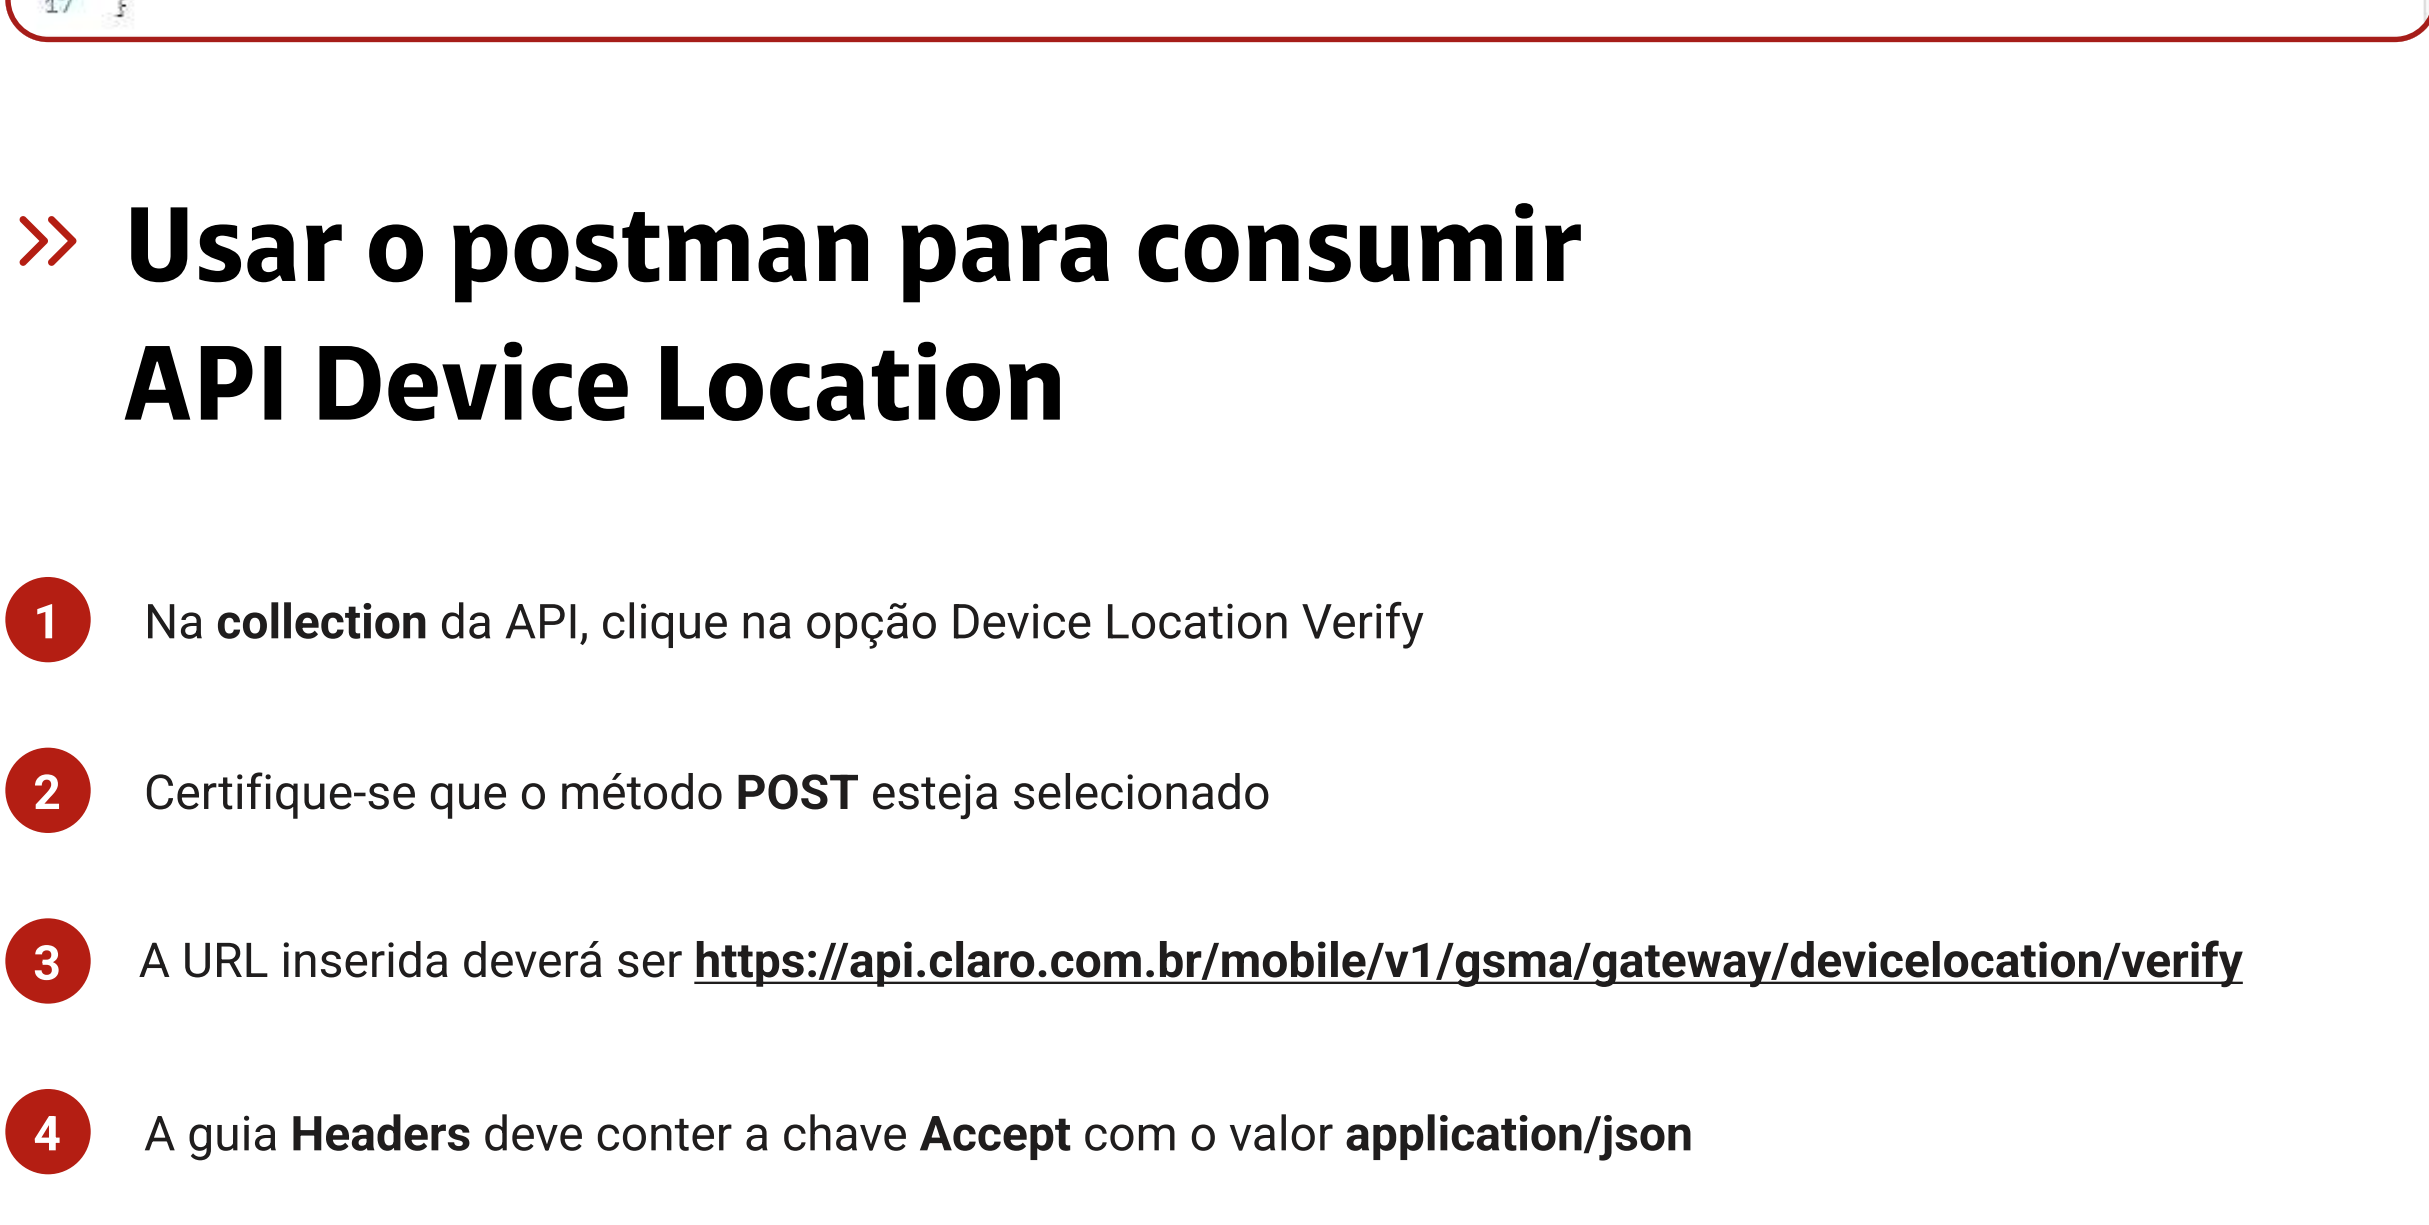 17 }
Usar o postman para consumir
API Device Location
1 Na collection da API, clique na opção Device Location Verify
2 Certifique-se que o método POST esteja selecionado
3 A URL inserida deverá ser https://api.claro.com.br/mobile/v1/gsma/gateway/devicelocation/verify
4 A guia Headers deve conter a chave Accept com o valor application/json